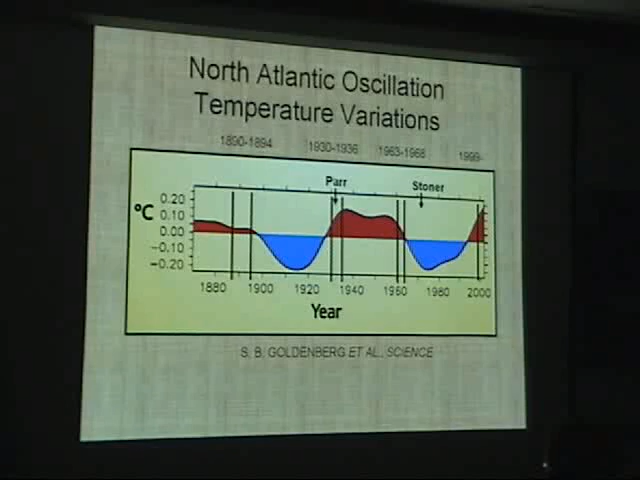 North Atlantic Oscillation
Temperature Variations
1890-1894 1930-1936 1963-1968 1999-
Parr Stoner
°C
0.20
0.10
0.00
−0.10
−0.20
1880 1900 1920 1940 1960 1980 2000
Year
S. B. GOLDENBERG ET AL., SCIENCE